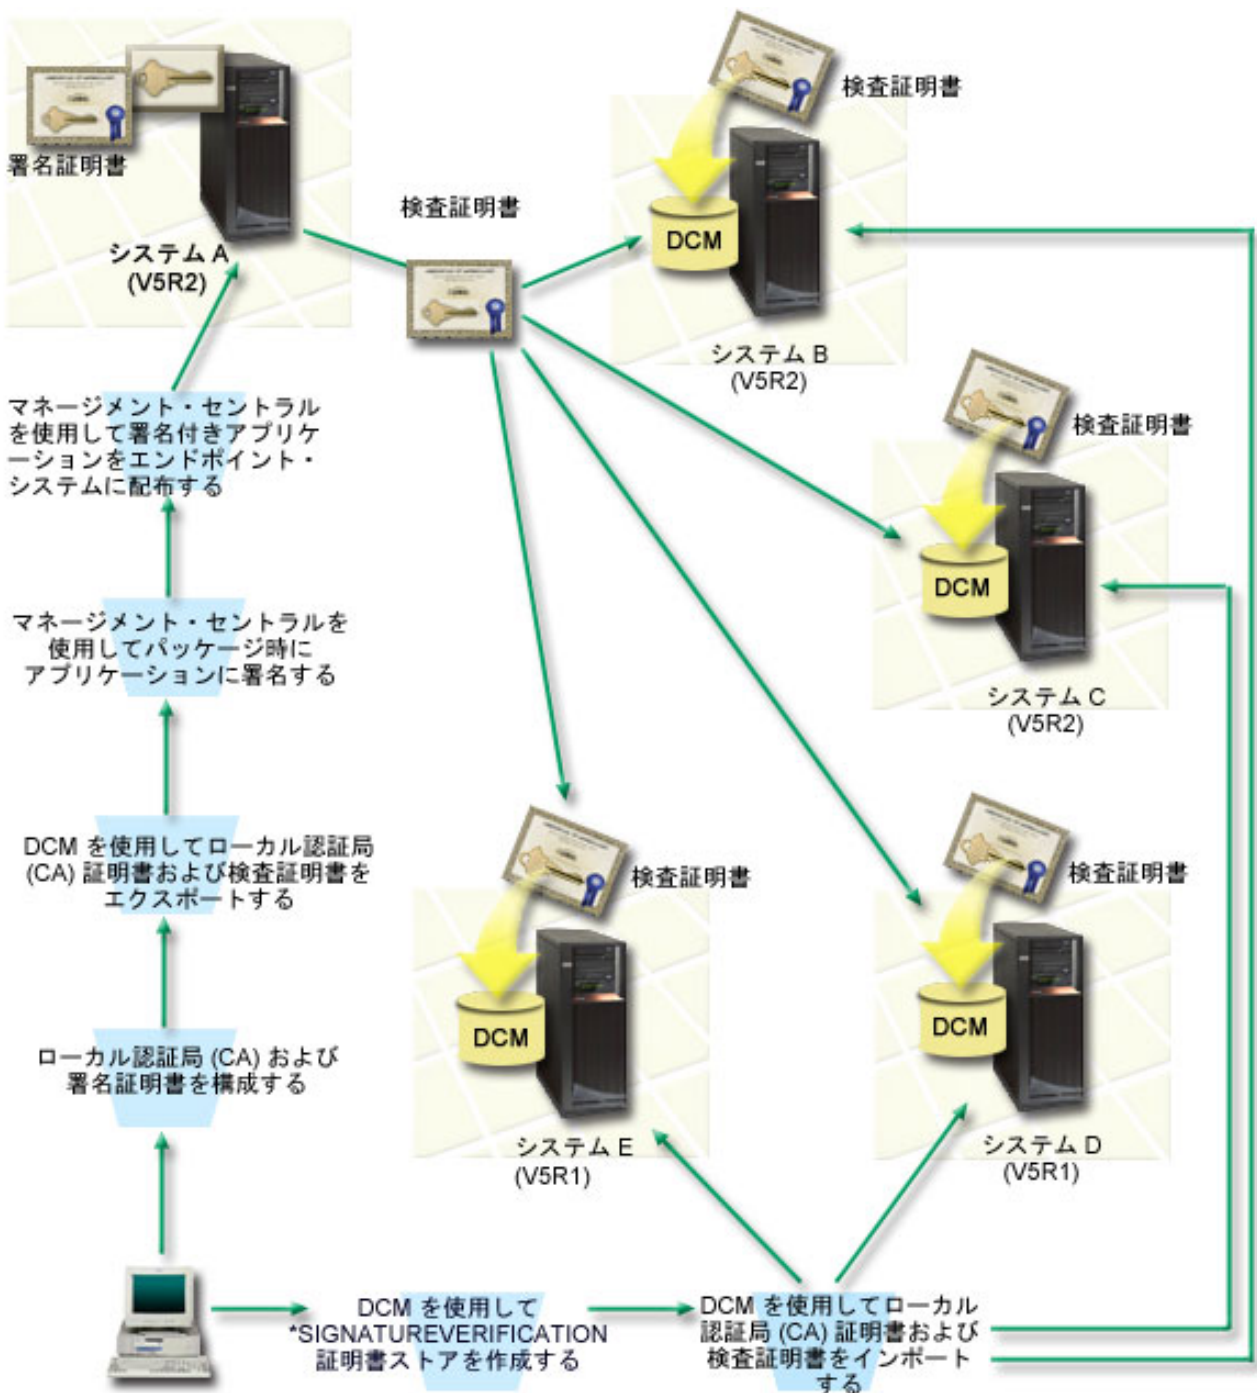 署名証明書
システム A
(V5R2)
検査証明書
検査証明書
DCM
システム B
(V5R2)
検査証明書
DCM
システム C
(V5R2)
マネージメント・セントラル
を使用して署名付きアプリケ
ーションをエンドポイント・
システムに配布する
マネージメント・セントラルを
使用してパッケージ時に
アプリケーションに署名する
DCM を使用してローカル認証局
(CA) 証明書および検査証明書を
エクスポートする
ローカル認証局 (CA) および
署名証明書を構成する
検査証明書
DCM
システム E
(V5R1)
検査証明書
DCM
システム D
(V5R1)
DCM を使用して
*SIGNATUREVERIFICATION
証明書ストアを作成する
DCM を使用してローカル
認証局 (CA) 証明書および
検査証明書をインポート
する